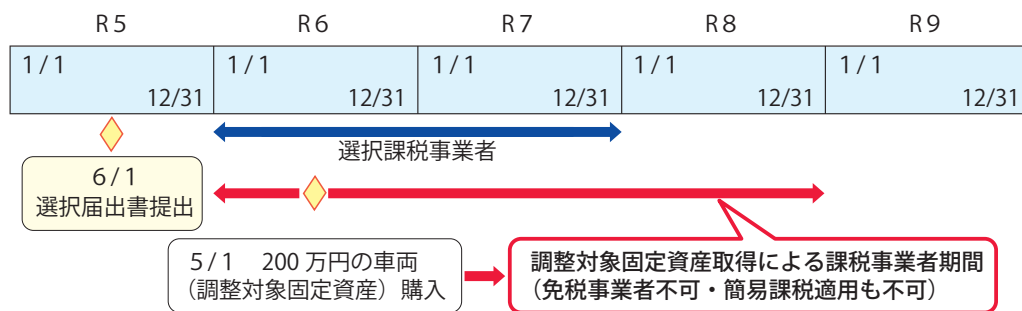 R5 R6 R7 R8 R9
1/1 1/1 1/1 1/1 1/1
12/31 12/31 12/31 12/31 12/31
選択課税事業者
6/1
選択届出書提出
5/1 200万円の車両
(調整対象固定資産)購入
調整対象固定資産取得による課税事業者期間
(免税事業者不可・簡易課税適用も不可)